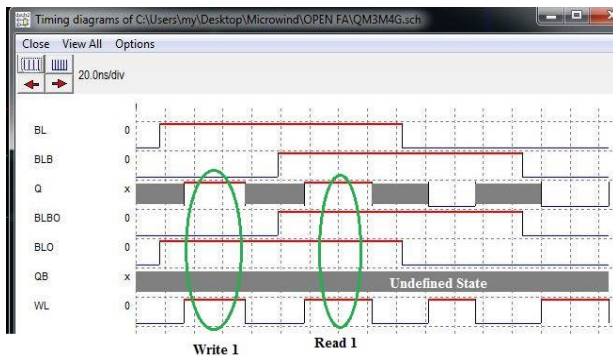 Timing diagrams of C:\Users\my\Desktop\Microwind\OPEN FA\QM3M4G.sch
Close View All Options
20.0ns/div
BL 0
BLB 0
Q x
BLBO 0
BLO 0
QB x
Undefined State
WL 0
Write 1
Read 1